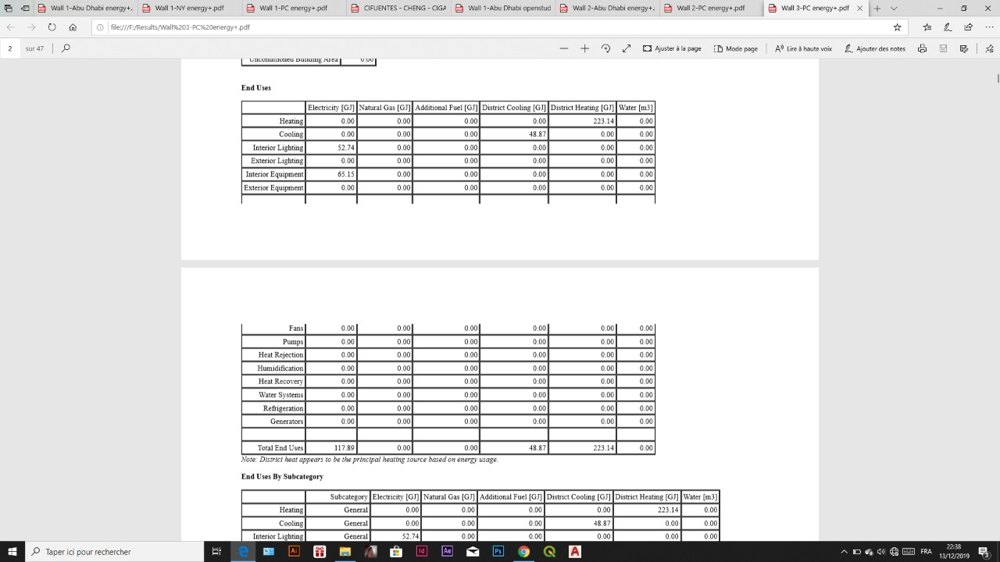 Wall 1-Abu Dhabi energy+.
Wall 1-NY energy+.pdf
Wall 1-PC energy+.pdf
CIFUENTES - CHENG - CIGA
Wall 1-Abu Dhabi openstud
Wall 2-Abu Dhabi energy+.
Wall 2-PC energy+.pdf
Wall 3-PC energy+.pdf
file:///F:/Results/Wall%203-PC%20energy+.pdf
2 sur 47 Ajuster à la page Mode page Lire à haute voix Ajouter des notes
Unconditioned Building Area 0.00
End Uses
Electricity [GJ] Natural Gas [GJ] Additional Fuel [GJ] District Cooling [GJ] District Heating [GJ] Water [m3]
Heating 0.00 0.00 0.00 0.00 223.14 0.00
Cooling 0.00 0.00 0.00 48.87 0.00 0.00
Interior Lighting 52.74 0.00 0.00 0.00 0.00 0.00
Exterior Lighting 0.00 0.00 0.00 0.00 0.00 0.00
Interior Equipment 65.15 0.00 0.00 0.00 0.00 0.00
Exterior Equipment 0.00 0.00 0.00 0.00 0.00 0.00
Fans 0.00 0.00 0.00 0.00 0.00 0.00
Pumps 0.00 0.00 0.00 0.00 0.00 0.00
Heat Rejection 0.00 0.00 0.00 0.00 0.00 0.00
Humidification 0.00 0.00 0.00 0.00 0.00 0.00
Heat Recovery 0.00 0.00 0.00 0.00 0.00 0.00
Water Systems 0.00 0.00 0.00 0.00 0.00 0.00
Refrigeration 0.00 0.00 0.00 0.00 0.00 0.00
Generators 0.00 0.00 0.00 0.00 0.00 0.00
Total End Uses 117.89 0.00 0.00 48.87 223.14 0.00
Note: District heat appears to be the principal heating source based on energy usage.
End Uses By Subcategory
Subcategory Electricity [GJ] Natural Gas [GJ] Additional Fuel [GJ] District Cooling [GJ] District Heating [GJ] Water [m3]
Heating General 0.00 0.00 0.00 0.00 223.14 0.00
Cooling General 0.00 0.00 0.00 48.87 0.00 0.00
Interior Lighting General 52.74 0.00 0.00 0.00 0.00 0.00
Taper ici pour rechercher
FRA
22:38
13/12/2019